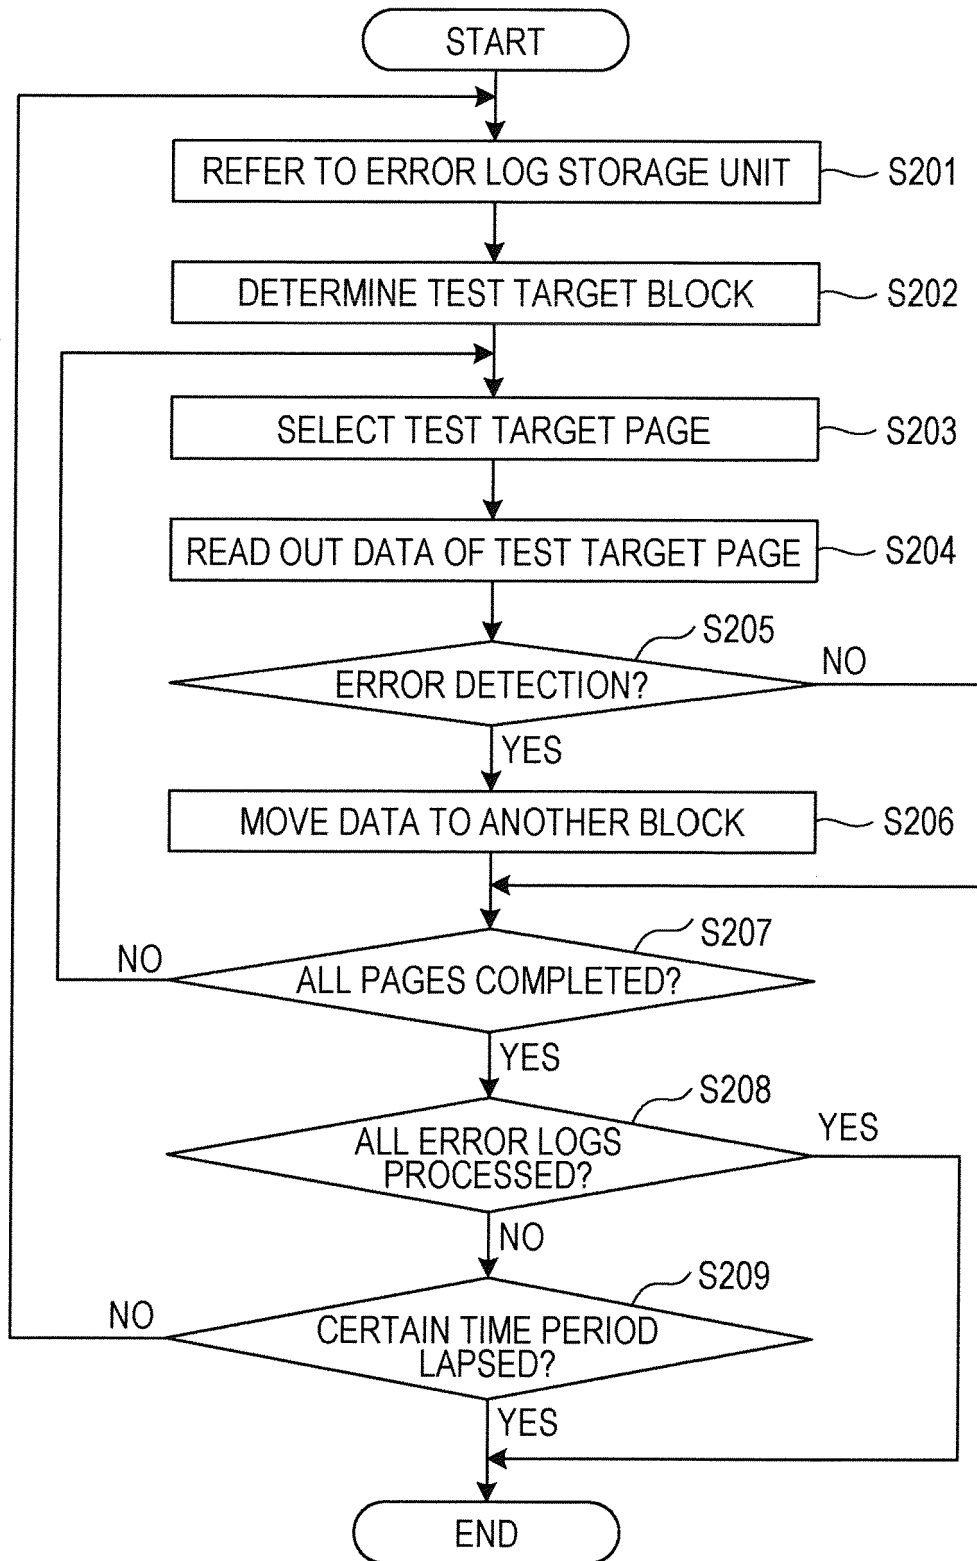 START
REFER TO ERROR LOG STORAGE UNIT
S201
DETERMINE TEST TARGET BLOCK
S202
SELECT TEST TARGET PAGE
S203
READ OUT DATA OF TEST TARGET PAGE
S204
S205
ERROR DETECTION?
NO
YES
MOVE DATA TO ANOTHER BLOCK
S206
S207
NO
ALL PAGES COMPLETED?
YES
S208
YES
ALL ERROR LOGS
PROCESSED?
NO
S209
NO
CERTAIN TIME PERIOD
LAPSED?
YES
END